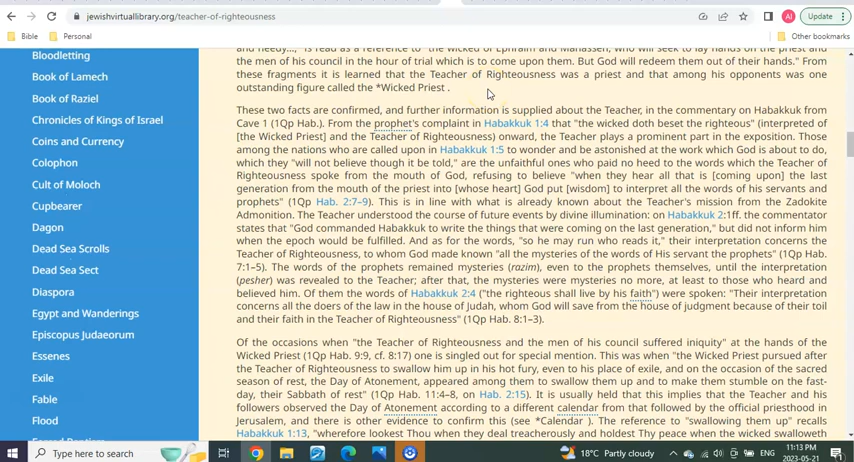 jewishvirtuallibrary.org/teacher-of-righteousness
AI
Update
Bible
Personal
Other bookmarks
Bloodletting
Book of Lamech
Book of Raziel
Chronicles of Kings of Israel
Coins and Currency
Colophon
Cult of Moloch
Cupbearer
Dagon
Dead Sea Scrolls
Dead Sea Sect
Diaspora
Egypt and Wanderings
Episcopus Judaeorum
Essenes
Exile
Fable
Flood
and needy..., is read as a reference to "the wicked of Ephraim and Manasseh, who will seek to lay hands on the priest and
the men of his council in the hour of trial which is to come upon them. But God will redeem them out of their hands." From
these fragments it is learned that the Teacher of Righteousness was a priest and that among his opponents was one
outstanding figure called the *Wicked Priest .
These two facts are confirmed, and further information is supplied about the Teacher, in the commentary on Habakkuk from
Cave 1 (1Qp Hab.). From the prophet's complaint in Habakkuk 1:4 that "the wicked doth beset the righteous" (interpreted of
[the Wicked Priest] and the Teacher of Righteousness) onward, the Teacher plays a prominent part in the exposition. Those
among the nations who are called upon in Habakkuk 1:5 to wonder and be astonished at the work which God is about to do,
which they "will not believe though it be told," are the unfaithful ones who paid no heed to the words which the Teacher of
Righteousness spoke from the mouth of God, refusing to believe "when they hear all that is [coming upon] the last
generation from the mouth of the priest into [whose heart] God put [wisdom] to interpret all the words of his servants and
prophets" (1Qp Hab. 2:7–9). This is in line with what is already known about the Teacher's mission from the Zadokite
Admonition. The Teacher understood the course of future events by divine illumination: on Habakkuk 2:1ff. the commentator
states that "God commanded Habakkuk to write the things that were coming on the last generation," but did not inform him
when the epoch would be fulfilled. And as for the words, "so he may run who reads it," their interpretation concerns the
Teacher of Righteousness, to whom God made known "all the mysteries of the words of His servant the prophets" (1Qp Hab.
7:1–5). The words of the prophets remained mysteries (razim), even to the prophets themselves, until the interpretation
(pesher) was revealed to the Teacher; after that, the mysteries were mysteries no more, at least to those who heard and
believed him. Of them the words of Habakkuk 2:4 ("the righteous shall live by his faith") were spoken: "Their interpretation
concerns all the doers of the law in the house of Judah, whom God will save from the house of judgment because of their toil
and their faith in the Teacher of Righteousness" (1Qp Hab. 8:1–3).
Of the occasions when "the Teacher of Righteousness and the men of his council suffered iniquity" at the hands of the
Wicked Priest (1Qp Hab. 9:9, cf. 8:17) one is singled out for special mention. This was when "the Wicked Priest pursued after
the Teacher of Righteousness to swallow him up in his hot fury, even to his place of exile, and on the occasion of the sacred
season of rest, the Day of Atonement, appeared among them to swallow them up and to make them stumble on the fast-
day, their Sabbath of rest" (1Qp Hab. 11:4–8, on Hab. 2:15). It is usually held that this implies that the Teacher and his
followers observed the Day of Atonement according to a different calendar from that followed by the official priesthood in
Jerusalem, and there is other evidence to confirm this (see *Calendar ). The reference to "swallowing them up" recalls
Habakkuk 1:13, "wherefore lookest Thou when they deal treacherously and holdest Thy peace when the wicked swalloweth
Type here to search
18°C Partly cloudy
ENG
11:13 PM
2023-05-21